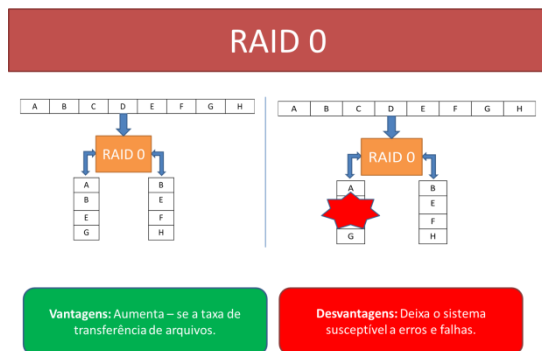 RAID 0
A B C D E F G H
RAID 0
A
B
E
G
B
E
F
H
A B C D E F G H
RAID 0
A
G
B
E
F
H
Vantagens: Aumenta – se a taxa de
transferência de arquivos.
Desvantagens: Deixa o sistema
susceptível a erros e falhas.